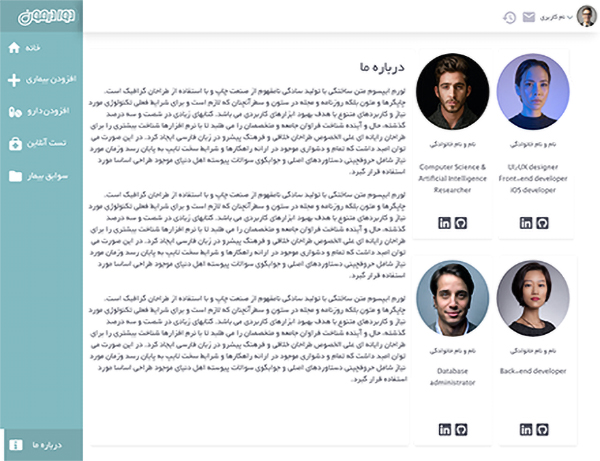 دوا درمون
نام کاربری
خانه
افزودن بیماری
افزودن دارو
تست آنلاین
سوابق بیمار
درباره ما
درباره ما
لورم ایپسوم متن ساختگی با تولید سادگی نامفهوم از صنعت چاپ و با استفاده از طراحان گرافیک است.
چاپگرها و متون بلکه روزنامه و مجله در ستون و سطرآنچنان که لازم است و برای شرایط فعلی تکنولوژی مورد
نیاز و کاربردهای متنوع با هدف بهبود ابزارهای کاربردی می باشد. کتابهای زیادی در شصت و سه درصد
گذشته، حال و آینده شناخت فراوان جامعه و متخصصان را می طلبد تا با نرم افزارها شناخت بیشتری را برای
طراحان رایانه ای علی الخصوص طراحان خلاقی و فرهنگ پیشرو در زبان فارسی ایجاد کرد. در این صورت می
توان امید داشت که تمام و دشواری موجود در ارائه راهکارها و شرایط سخت تایپ به پایان رسد وزمان مورد
نیاز شامل حروفچینی دستاوردهای اصلی و جوابگوی سوالات پیوسته اهل دنیای موجود طراحی اساسا مورد
استفاده قرار گیرد.
لورم ایپسوم متن ساختگی با تولید سادگی نامفهوم از صنعت چاپ و با استفاده از طراحان گرافیک است.
چاپگرها و متون بلکه روزنامه و مجله در ستون و سطرآنچنان که لازم است و برای شرایط فعلی تکنولوژی مورد
نیاز و کاربردهای متنوع با هدف بهبود ابزارهای کاربردی می باشد. کتابهای زیادی در شصت و سه درصد
گذشته، حال و آینده شناخت فراوان جامعه و متخصصان را می طلبد تا با نرم افزارها شناخت بیشتری را برای
طراحان رایانه ای علی الخصوص طراحان خلاقی و فرهنگ پیشرو در زبان فارسی ایجاد کرد. در این صورت می
توان امید داشت که تمام و دشواری موجود در ارائه راهکارها و شرایط سخت تایپ به پایان رسد وزمان مورد
نیاز شامل حروفچینی دستاوردهای اصلی و جوابگوی سوالات پیوسته اهل دنیای موجود طراحی اساسا مورد
استفاده قرار گیرد.
لورم ایپسوم متن ساختگی با تولید سادگی نامفهوم از صنعت چاپ و با استفاده از طراحان گرافیک است.
چاپگرها و متون بلکه روزنامه و مجله در ستون و سطرآنچنان که لازم است و برای شرایط فعلی تکنولوژی مورد
نیاز و کاربردهای متنوع با هدف بهبود ابزارهای کاربردی می باشد. کتابهای زیادی در شصت و سه درصد
گذشته، حال و آینده شناخت فراوان جامعه و متخصصان را می طلبد تا با نرم افزارها شناخت بیشتری را برای
طراحان رایانه ای علی الخصوص طراحان خلاقی و فرهنگ پیشرو در زبان فارسی ایجاد کرد. در این صورت می
توان امید داشت که تمام و دشواری موجود در ارائه راهکارها و شرایط سخت تایپ به پایان رسد وزمان مورد
نیاز شامل حروفچینی دستاوردهای اصلی و جوابگوی سوالات پیوسته اهل دنیای موجود طراحی اساسا مورد
استفاده قرار گیرد.
نام و نام خانوادگی
UI,UX designer
Front-end developer
iOS developer
in
نام و نام خانوادگی
Computer Science &
Artificial Intelligence
Researcher
in
نام و نام خانوادگی
Back-end developer
in
نام و نام خانوادگی
Database
administrator
in